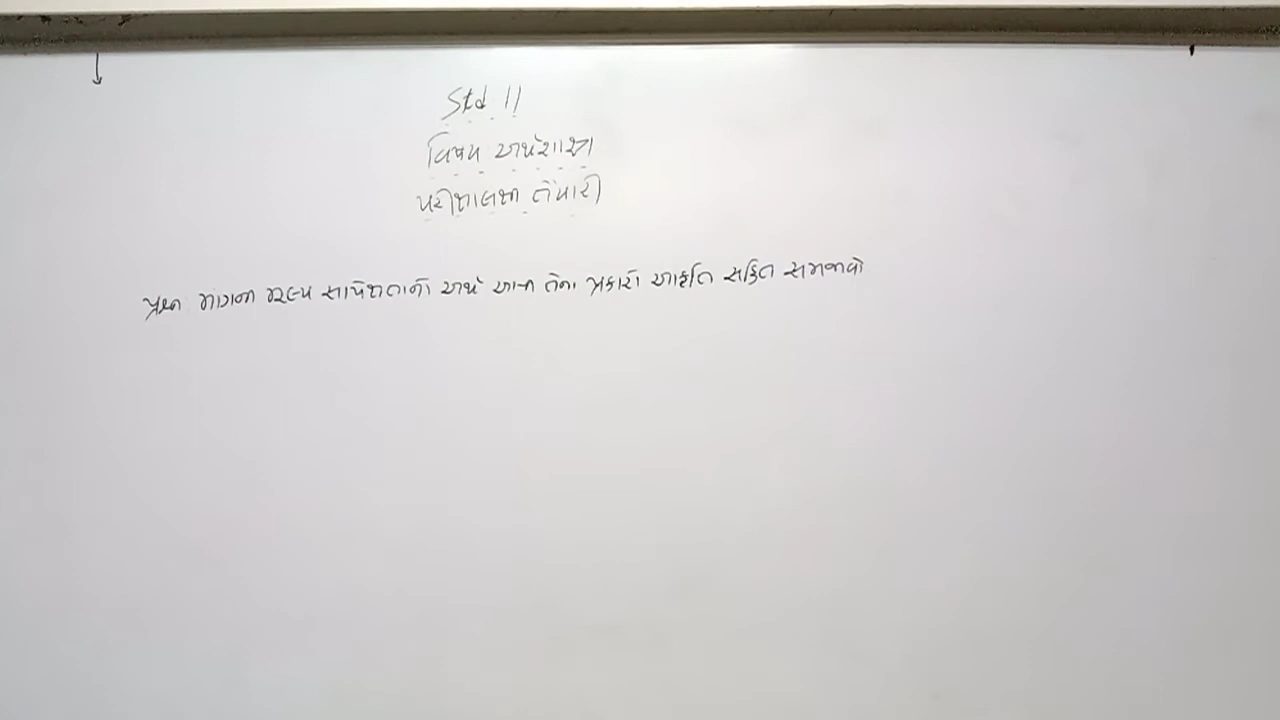 Std 11
વિષય અર્થશાસ્ત્ર
પરીક્ષાલક્ષી તૈયારી
પ્રશ્ન માંગની મૂલ્ય સાપેક્ષતાનો અર્થ આપી તેના પ્રકારો આકૃતિ સહિત સમજાવો